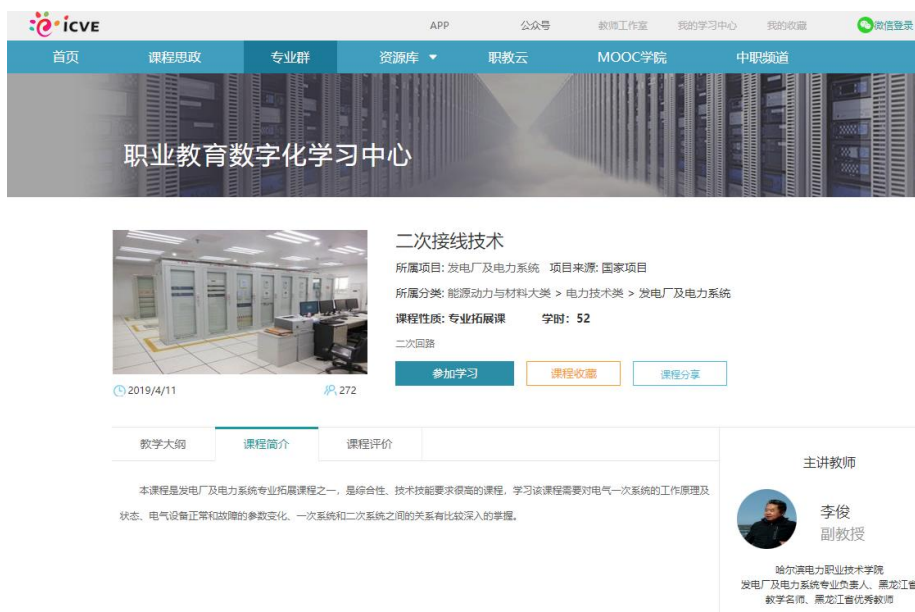 icve APP 公众号 教师工作室 我的学习中心 我的收藏 微信登录
首页 课程思政 专业群 资源库 职教云 MOOC学院 中职频道
职业教育数字化学习中心
二次接线技术
所属项目: 发电厂及电力系统 项目来源: 国家项目
所属分类: 能源动力与材料大类 > 电力技术类 > 发电厂及电力系统
课程性质: 专业拓展课 学时: 52
二次回路
参加学习 课程收藏 课程分享
2019/4/11 272
教学大纲 课程简介 课程评价
本课程是发电厂及电力系统专业拓展课程之一，是综合性、技术技能要求很高的课程，学习该课程需要对电气一次系统的工作原理及
状态、电气设备正常和故障的参数变化、一次系统和二次系统之间的关系有比较深入的掌握。
主讲教师
李俊
副教授
哈尔滨电力职业技术学院
发电厂及电力系统专业负责人、黑龙江省
教学名师、黑龙江省优秀教师